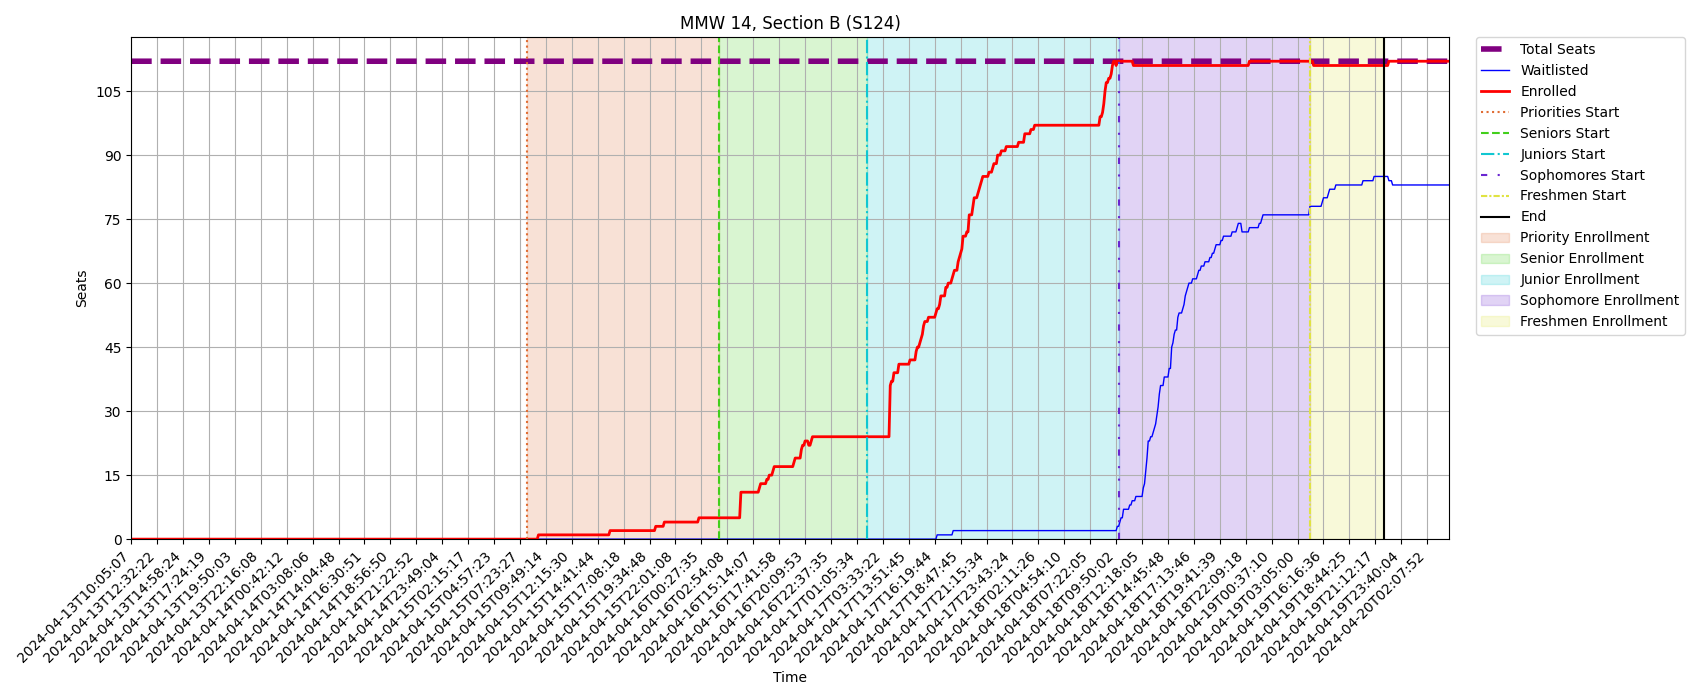 MMW 14, Section B (S124)
Total Seats
Waitlisted
Enrolled
Priorities Start
Seniors Start
Juniors Start
Sophomores Start
Freshmen Start
End
Priority Enrollment
Senior Enrollment
Junior Enrollment
Sophomore Enrollment
Freshmen Enrollment
Seats
105
90
75
60
45
30
15
0
2024-04-13T10:05:07
2024-04-13T12:32:22
2024-04-13T14:58:24
2024-04-13T17:24:19
2024-04-13T19:50:03
2024-04-13T22:16:08
2024-04-14T00:42:12
2024-04-14T03:08:06
2024-04-14T14:04:48
2024-04-14T16:30:51
2024-04-14T18:56:50
2024-04-14T21:22:52
2024-04-14T23:49:04
2024-04-15T02:15:17
2024-04-15T04:57:23
2024-04-15T07:23:27
2024-04-15T09:49:14
2024-04-15T12:15:30
2024-04-15T14:41:44
2024-04-15T17:08:18
2024-04-15T19:34:48
2024-04-15T22:01:08
2024-04-16T00:27:35
2024-04-16T02:54:08
2024-04-16T15:14:07
2024-04-16T17:41:58
2024-04-16T20:09:53
2024-04-16T22:37:35
2024-04-17T01:05:34
2024-04-17T03:33:22
2024-04-17T13:51:45
2024-04-17T16:19:44
2024-04-17T18:47:45
2024-04-17T21:15:34
2024-04-17T23:43:24
2024-04-18T02:11:26
2024-04-18T04:54:10
2024-04-18T07:22:05
2024-04-18T09:50:02
2024-04-18T12:18:05
2024-04-18T14:45:48
2024-04-18T17:13:46
2024-04-18T19:41:39
2024-04-18T22:09:18
2024-04-19T00:37:10
2024-04-19T03:05:00
2024-04-19T16:16:36
2024-04-19T18:44:25
2024-04-19T21:12:17
2024-04-19T23:40:04
2024-04-20T02:07:52
Time